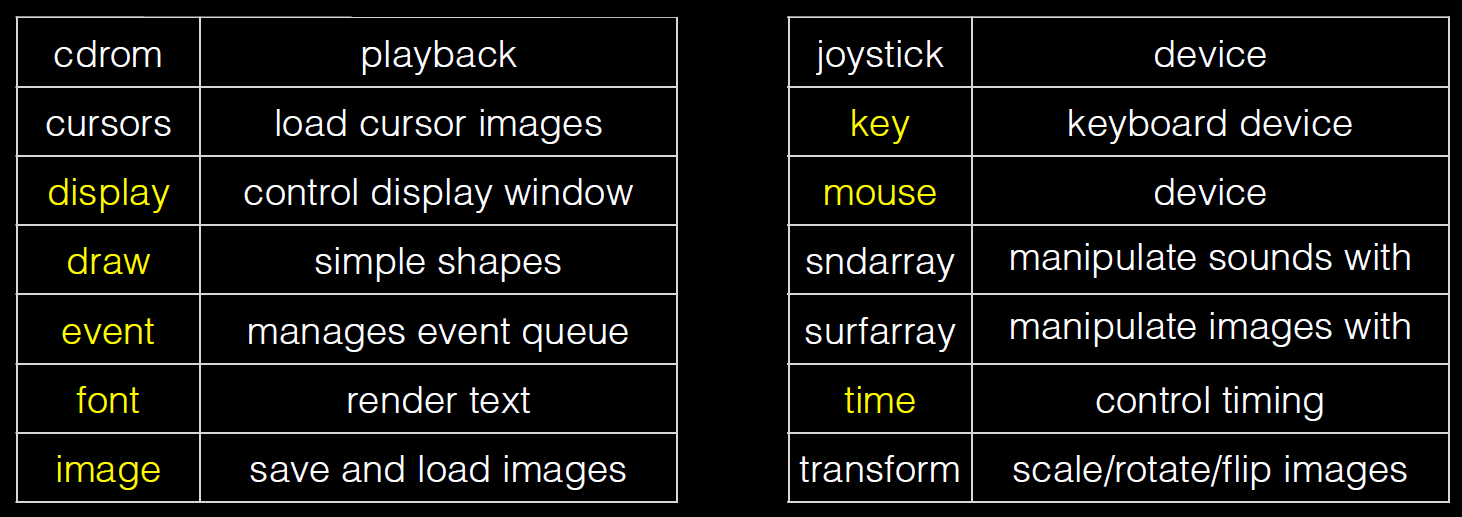 cdrom playback
cursors load cursor images
display control display window
draw simple shapes
event manages event queue
font render text
image save and load images
joystick device
key keyboard device
mouse device
sndarray manipulate sounds with
surfarray manipulate images with
time control timing
transform scale/rotate/flip images